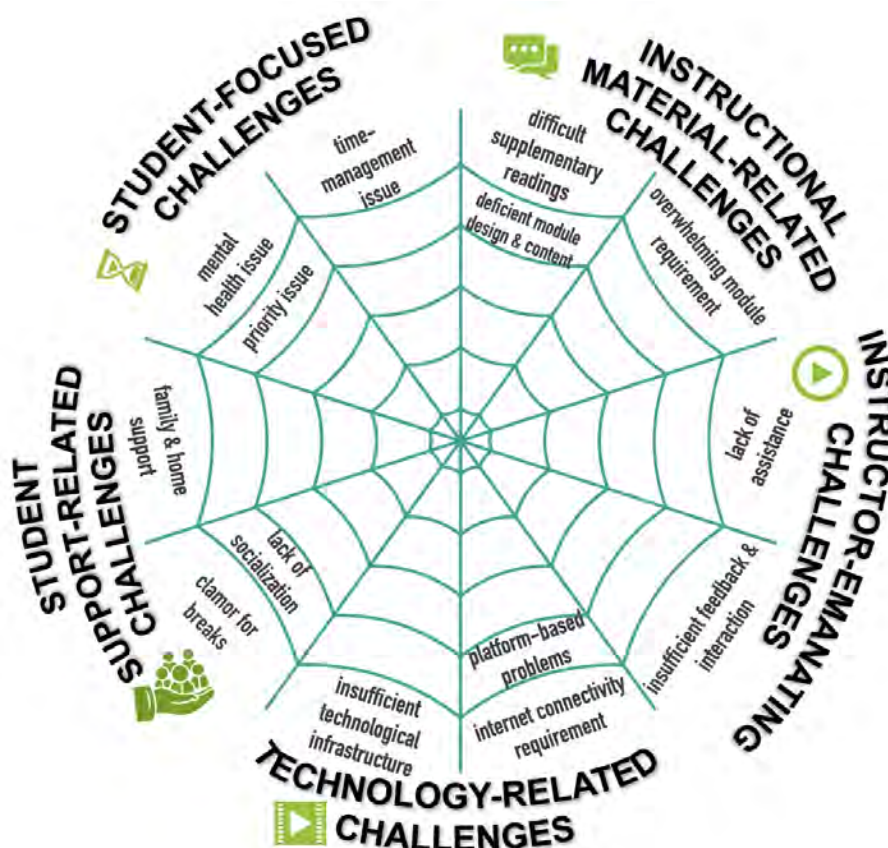 STUDENT-FOCUSED
CHALLENGES
time-
management
issue
mental
health issue
priority issue
INSTRUCTIONAL
MATERIAL-RELATED
CHALLENGES
difficult
supplementary
readings
deficient module
design & content
overwhelming module
requirement
INSTRUCTOR-EMANATING
CHALLENGES
lack of
assistance
insufficient feedback &
interaction
TECHNOLOGY-RELATED
CHALLENGES
platform-based
problems
internet connectivity
requirement
insufficient
technological
infrastructure
STUDENT
SUPPORT-RELATED
CHALLENGES
family & home
support
lack of
socialization
clamor for
breaks